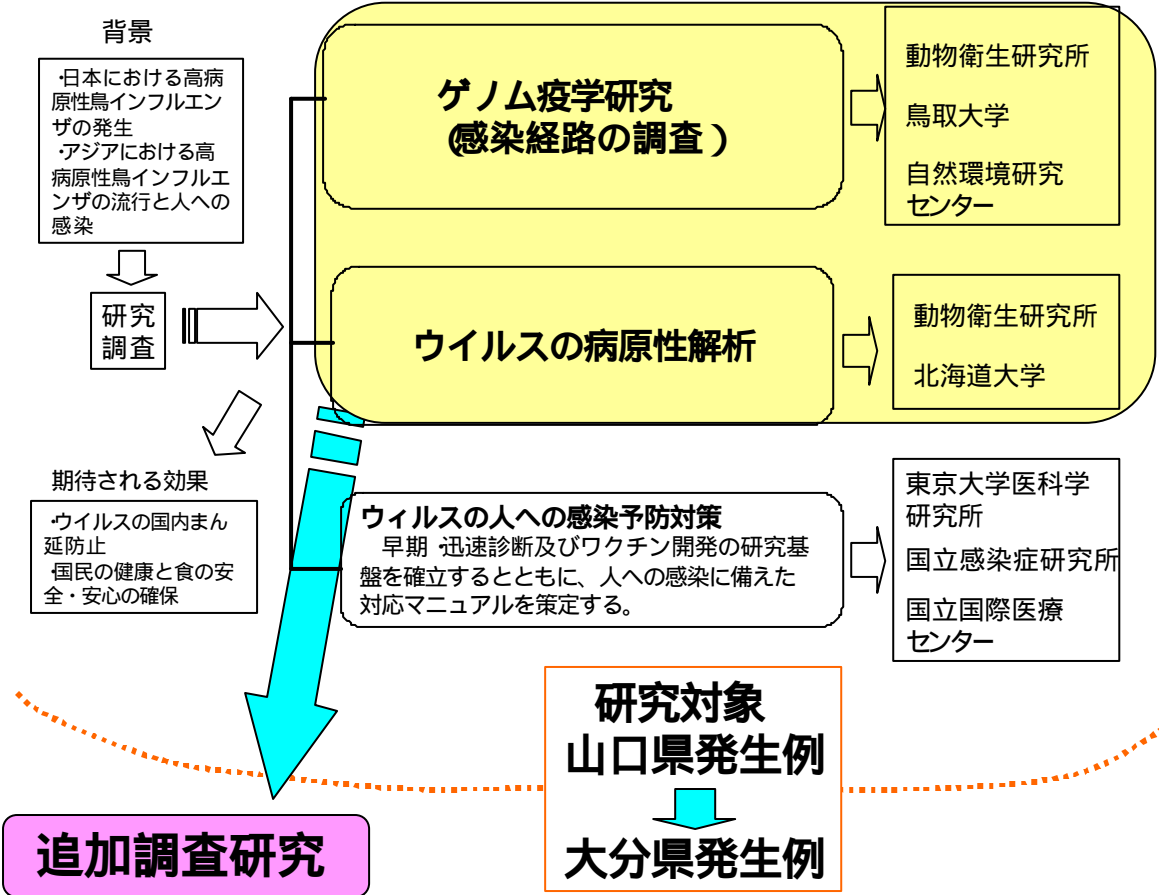 背景
・日本における高病
原性鳥インフルエン
ザの発生
・アジアにおける高
病原性鳥インフルエ
ンザの流行と人への
感染
研究
調査
期待される効果
・ウイルスの国内まん
延防止
・国民の健康と食の安
全・安心の確保
ゲノム疫学研究
(感染経路の調査)
動物衛生研究所
鳥取大学
自然環境研究
センター
ウイルスの病原性解析
動物衛生研究所
北海道大学
ウィルスの人への感染予防対策
早期・迅速診断及びワクチン開発の研究基
盤を確立するとともに、人への感染に備えた
対応マニュアルを策定する。
東京大学医科学
研究所
国立感染症研究所
国立国際医療
センター
研究対象
山口県発生例
大分県発生例
追加調査研究